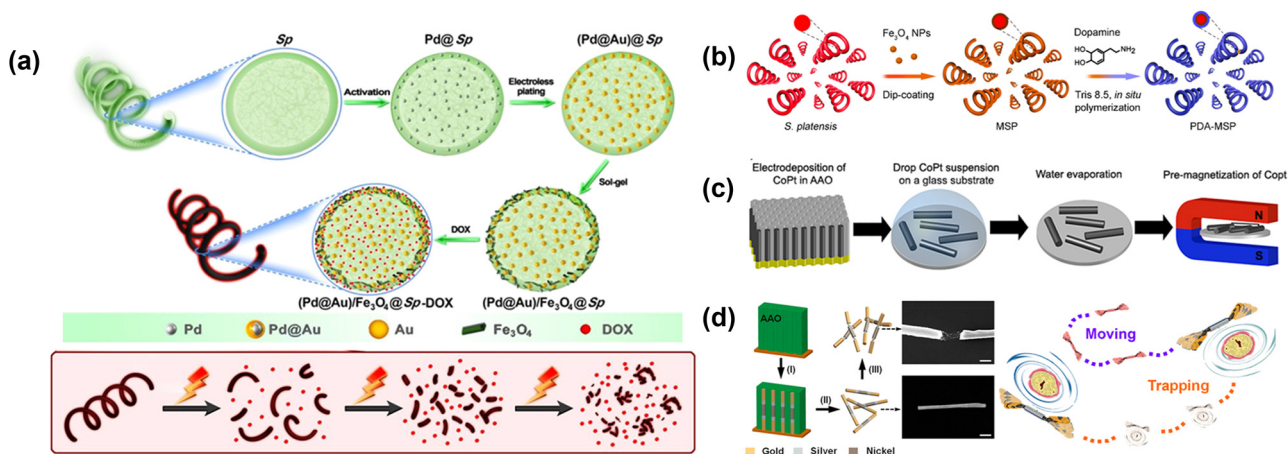 (a)
Sp
Pd@Sp
(Pd@Au)@Sp
Activation
Electroless
plating
Sol-gel
DOX
(Pd@Au)/Fe₃O₄@Sp-DOX
(Pd@Au)/Fe₃O₄@Sp
Pd
Pd@Au
Au
Fe₃O₄
DOX
(b)
Fe₃O₄ NPs
Dip-coating
Dopamine
NH₂
HO
HO
Tris 8.5, in situ
polymerization
S. platensis
MSP
PDA-MSP
(c)
Electrodeposition of
CoPt in AAO
Drop CoPt suspension
on a glass substrate
Water evaporation
Pre-magnetization of Copt
N
S
(d)
AAO
(I)
(II)
(III)
Gold
Silver
Nickel
Moving
Trapping